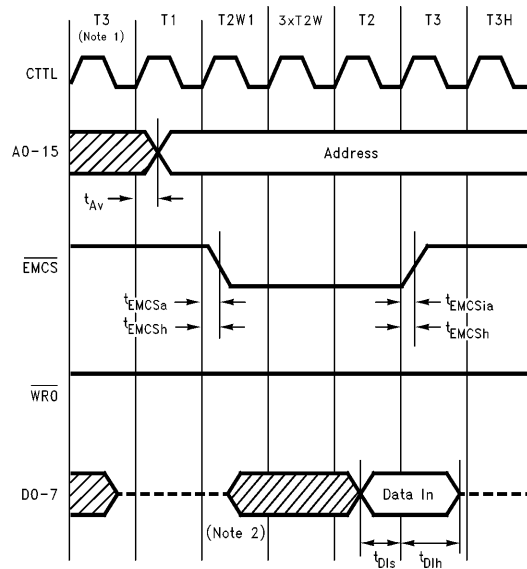 T3 T1 T2W1 3xT2W T2 T3 T3H
(Note 1)
CTTL
A0-15
Address
tAv
EMCS
tEMCSa tEMCSia
tEMCSh tEMCSh
WR0
D0-7
Data In
(Note 2)
tDIs tDIh